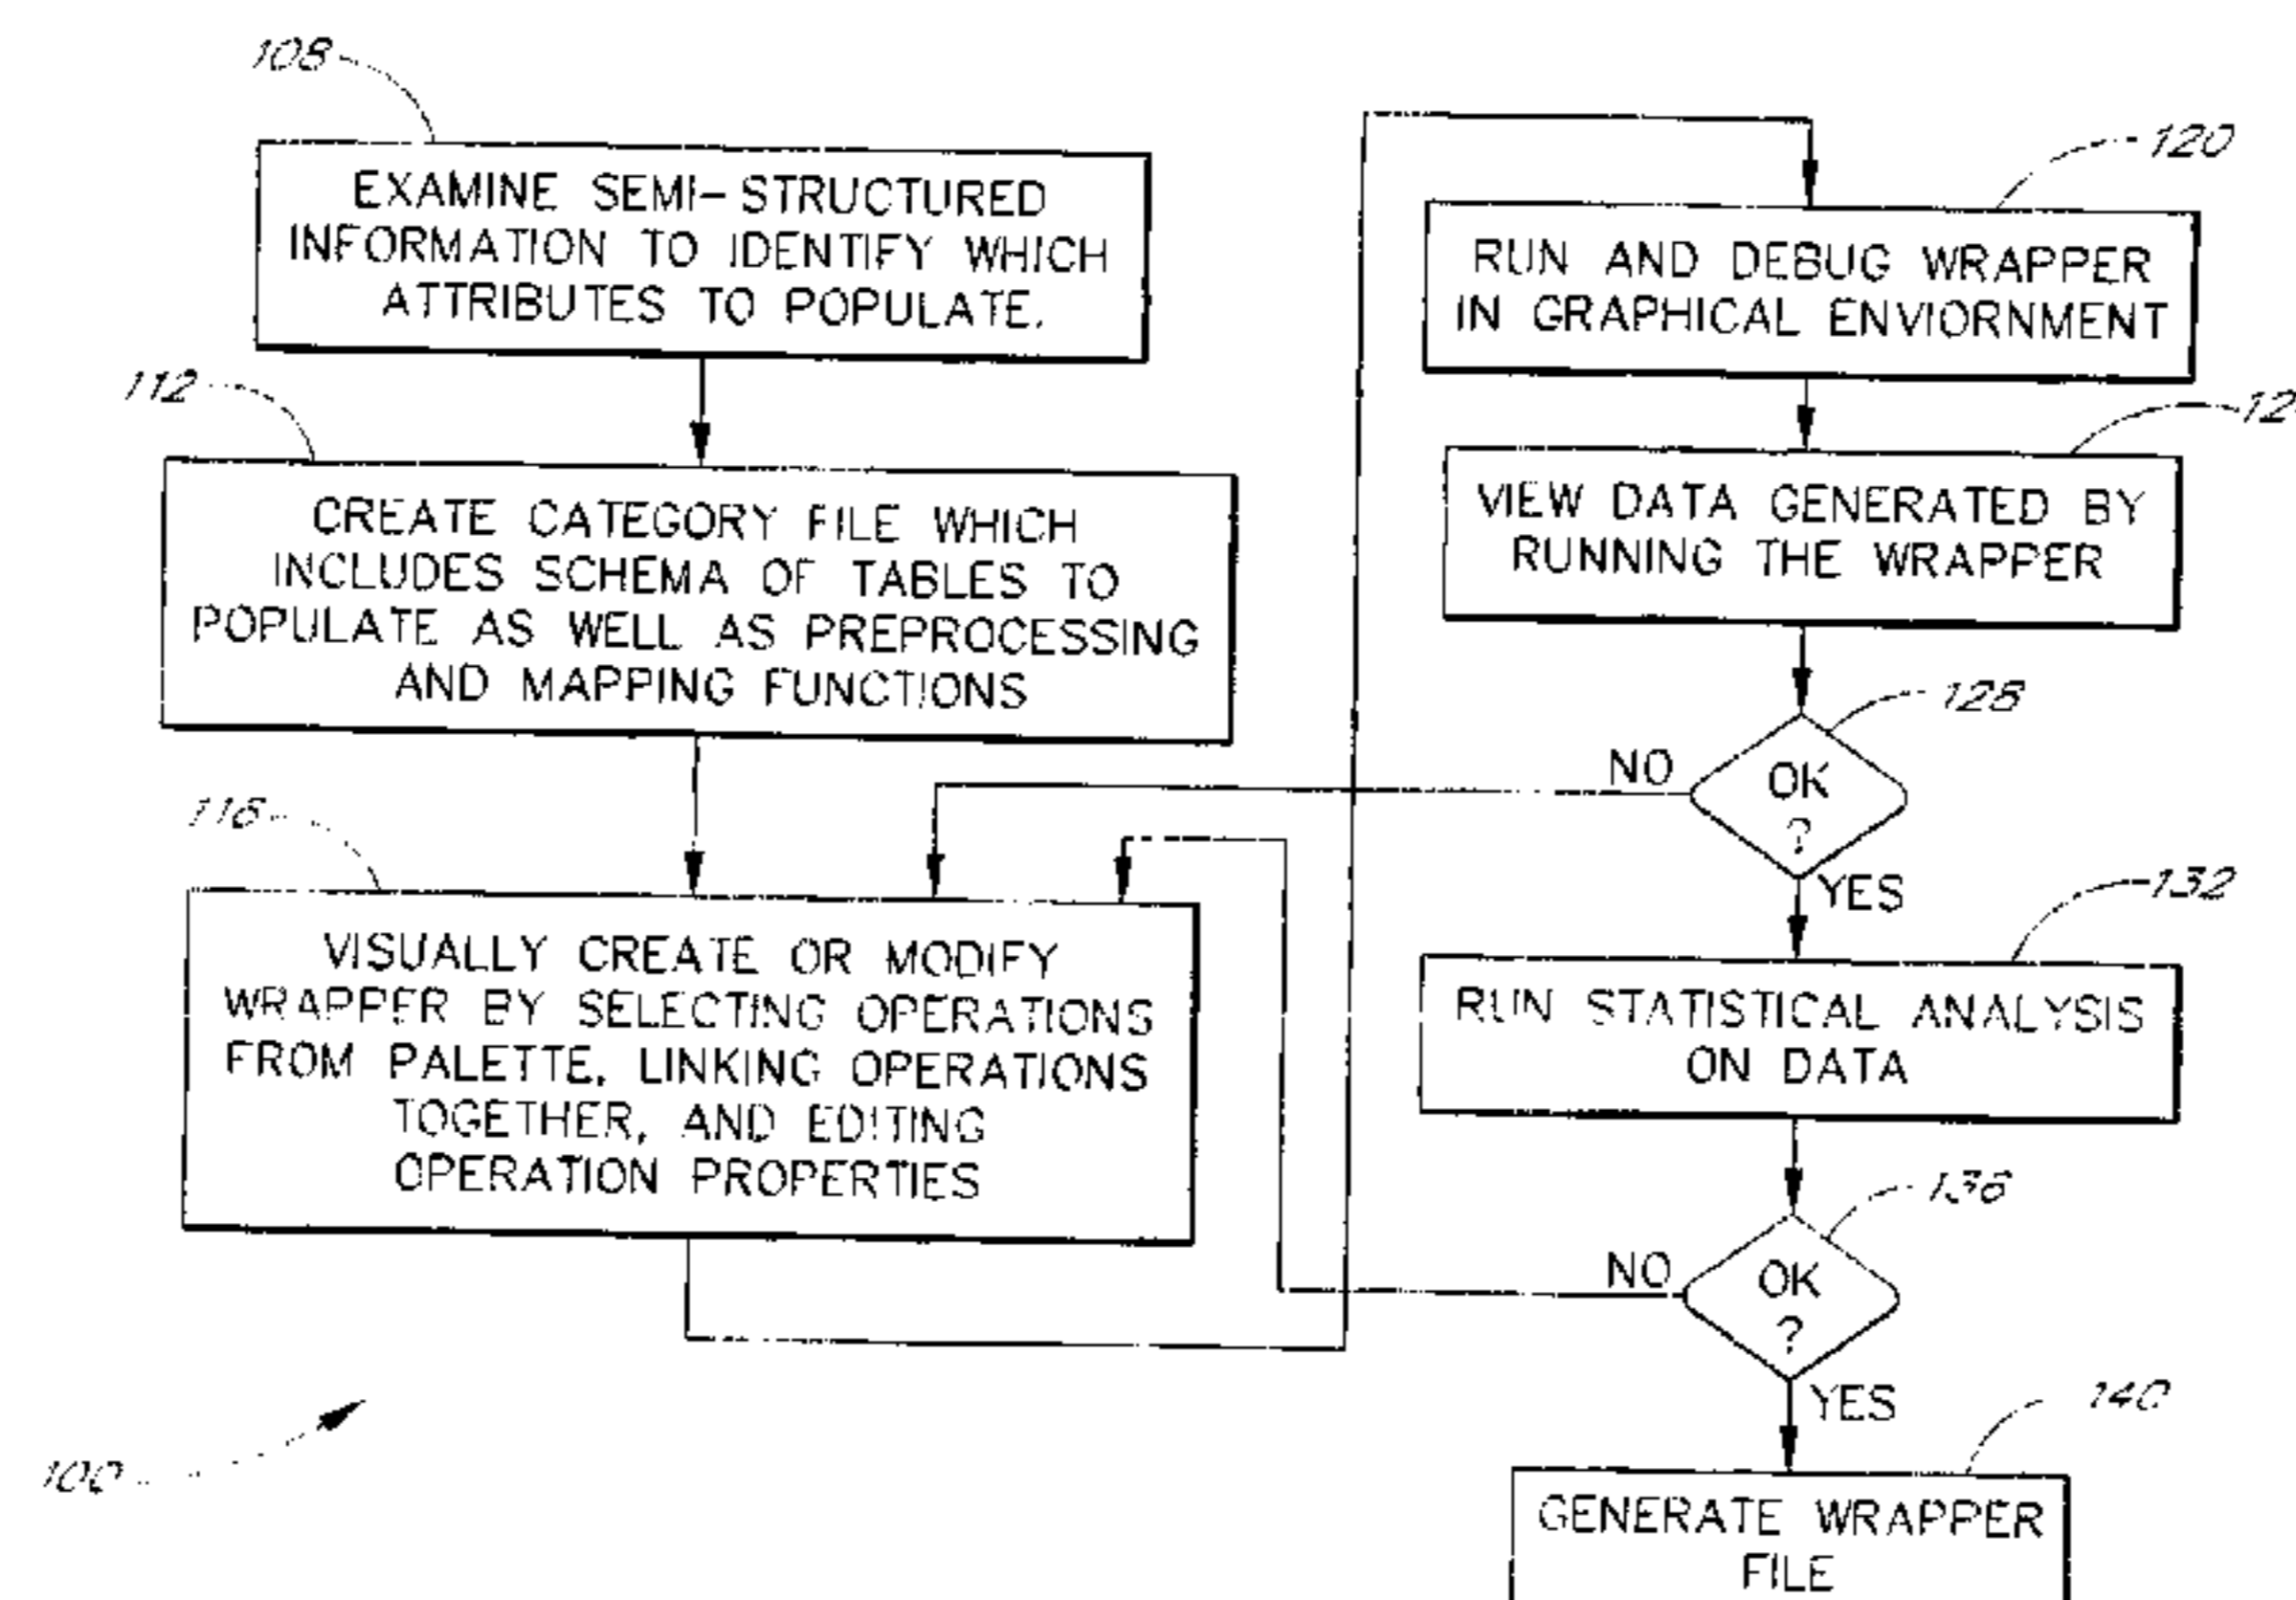 108
EXAMINE SEMI-STRUCTURED
INFORMATION TO IDENTIFY WHICH
ATTRIBUTES TO POPULATE.
112
CREATE CATEGORY FILE WHICH
INCLUDES SCHEMA OF TABLES TO
POPULATE AS WELL AS PREPROCESSING
AND MAPPING FUNCTIONS
116
VISUALLY CREATE OR MODIFY
WRAPPER BY SELECTING OPERATIONS
FROM PALETTE, LINKING OPERATIONS
TOGETHER, AND EDITING
OPERATION PROPERTIES
100
120
RUN AND DEBUG WRAPPER
IN GRAPHICAL ENVIORNMENT
VIEW DATA GENERATED BY
RUNNING THE WRAPPER
128
NO
OK
?
YES
132
RUN STATISTICAL ANALYSIS
ON DATA
136
NO
OK
?
YES
140
GENERATE WRAPPER
FILE